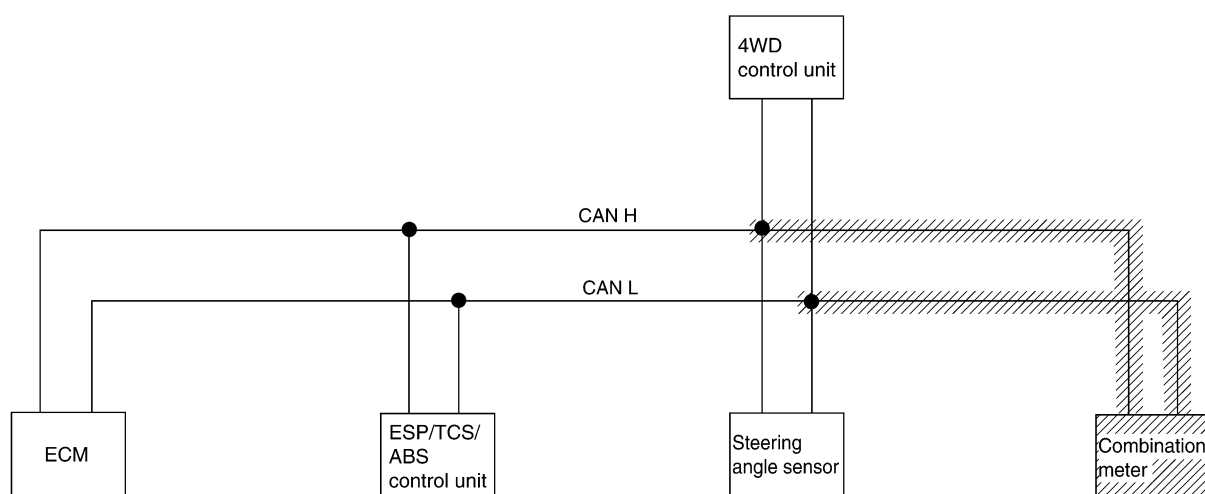 4WD
control unit
CAN H
CAN L
ECM
ESP/TCS/
ABS
control unit
Steering
angle sensor
Combination
meter